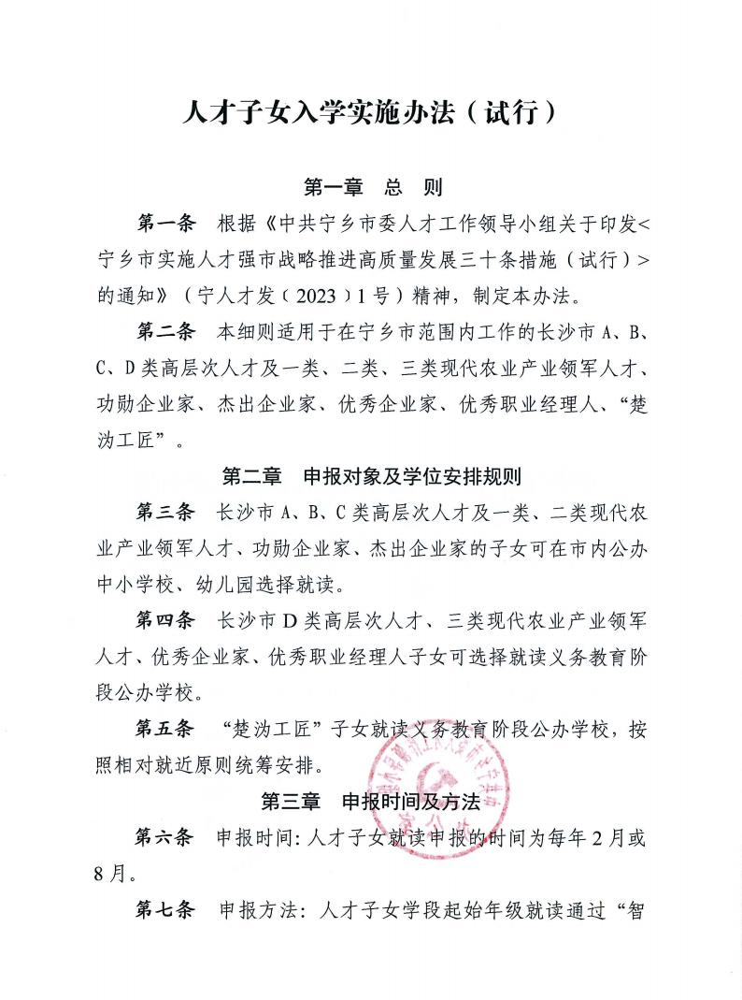 人才子女入学实施办法（试行）
第一章 总 则
第一条 根据《中共宁乡市委人才工作领导小组关于印发<
宁乡市实施人才强市战略推进高质量发展三十条措施（试行）>
的通知》（宁人才发﹝2023﹞1号）精神，制定本办法。
第二条 本细则适用于在宁乡市范围内工作的长沙市 A、B、
C、D 类高层次人才及一类、二类、三类现代农业产业领军人才、
功勋企业家、杰出企业家、优秀企业家、优秀职业经理人、“楚
沩工匠”。
第二章 申报对象及学位安排规则
第三条 长沙市 A、B、C 类高层次人才及一类、二类现代农
业产业领军人才、功勋企业家、杰出企业家的子女可在市内公办
中小学校、幼儿园选择就读。
第四条 长沙市 D 类高层次人才、三类现代农业产业领军
人才、优秀企业家、优秀职业经理人子女可选择就读义务教育阶
段公办学校。
第五条 “楚沩工匠”子女就读义务教育阶段公办学校，按
照相对就近原则统筹安排。
第三章 申报时间及方法
第六条 申报时间：人才子女就读申报的时间为每年 2 月或
8 月。
第七条 申报方法：人才子女学段起始年级就读通过“智